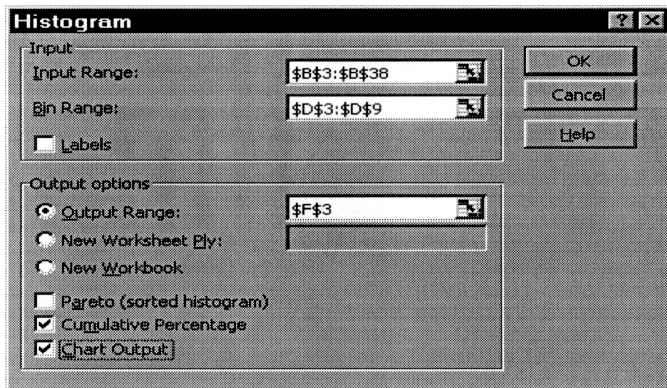 Histogram
Input
Input Range: $B$3:$B$38
Bin Range: $D$3:$D$9
Labels
OK
Cancel
Help
Output options
Output Range: $F$3
New Worksheet Ply:
New Workbook
Pareto (sorted histogram)
Cumulative Percentage
Chart Output